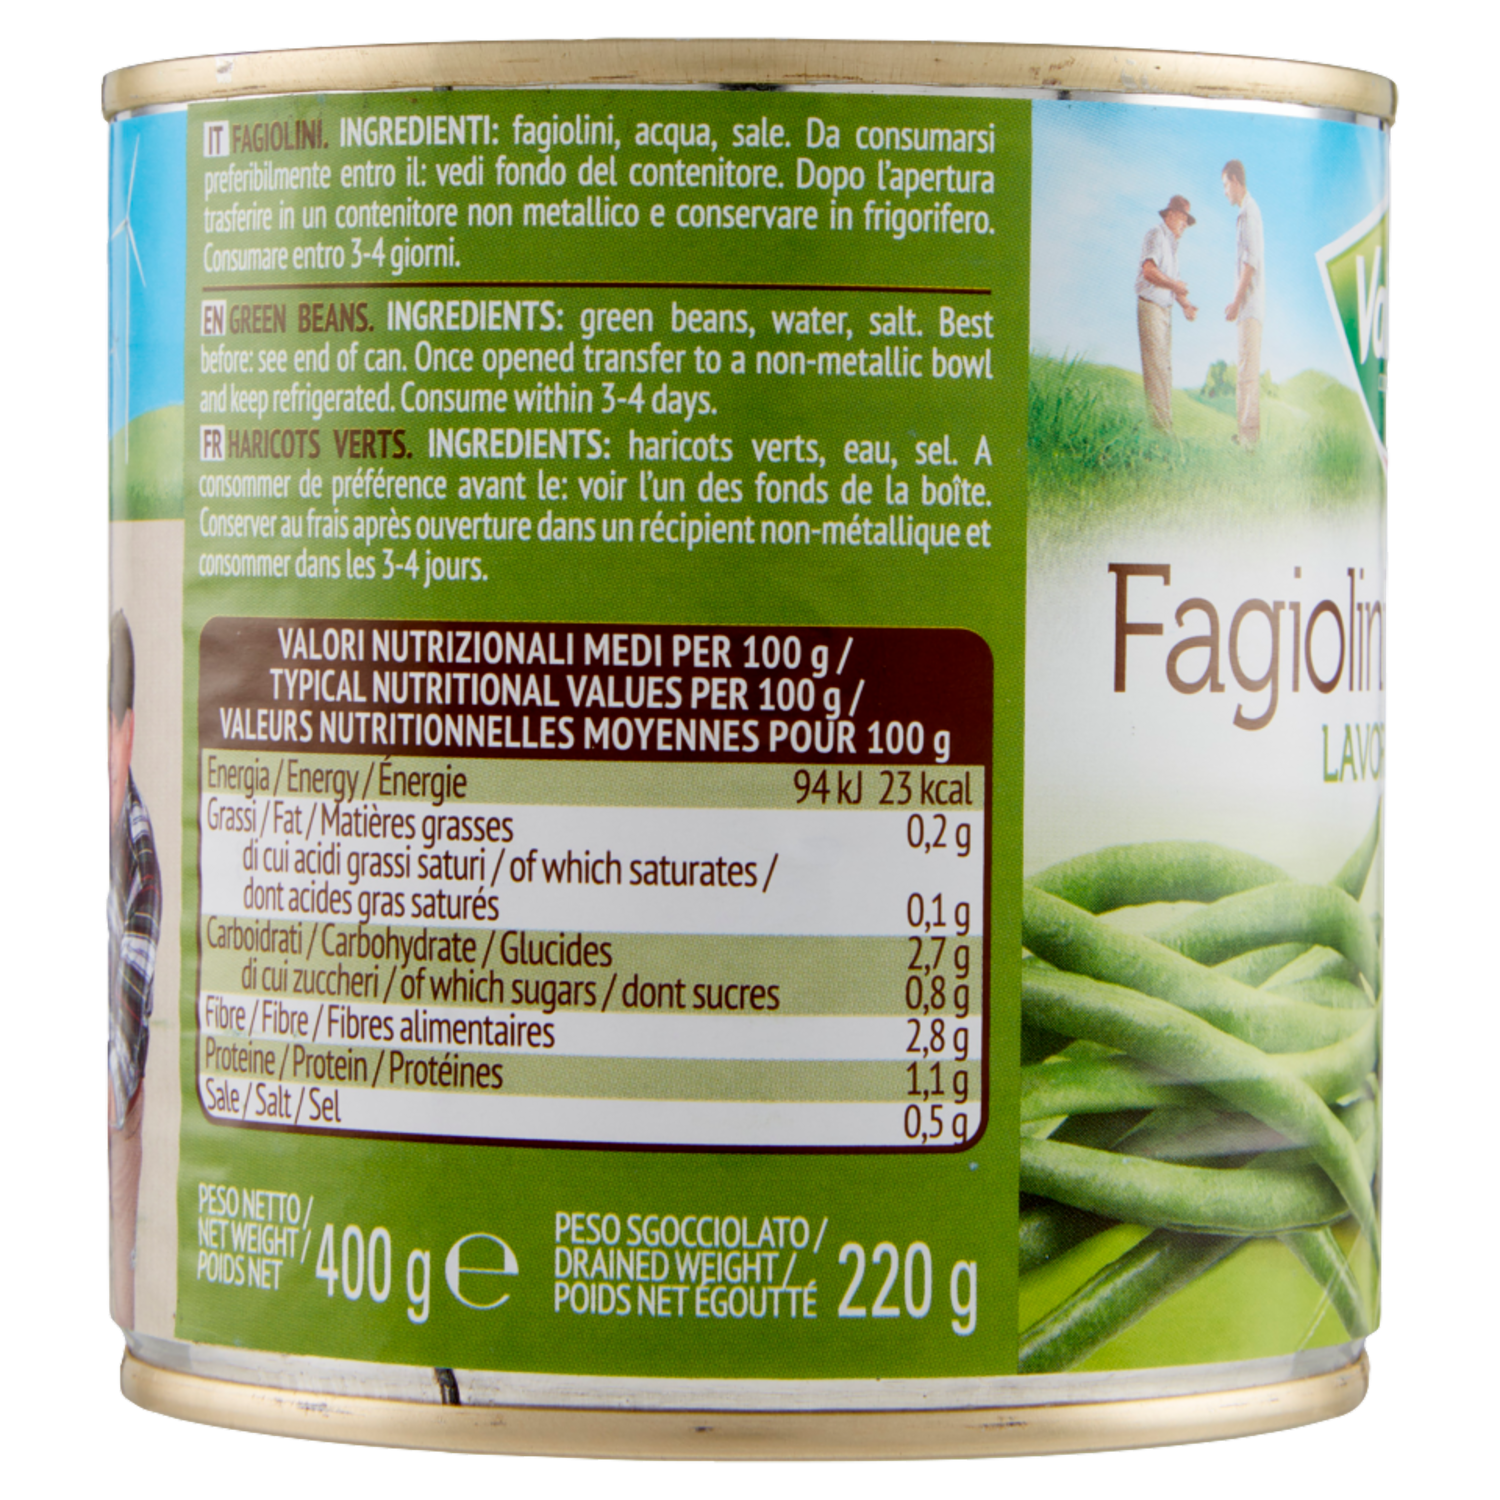 IT FAGIOLINI. INGREDIENTI: fagiolini, acqua, sale. Da consumarsi
preferibilmente entro il: vedi fondo del contenitore. Dopo l'apertura
trasferire in un contenitore non metallico e conservare in frigorifero.
Consumare entro 3-4 giorni.
EN GREEN BEANS. INGREDIENTS: green beans, water, salt. Best
before: see end of can. Once opened transfer to a non-metallic bowl
and keep refrigerated. Consume within 3-4 days.
FR HARICOTS VERTS. INGREDIENTS: haricots verts, eau, sel. A
consommer de préférence avant le: voir l'un des fonds de la boîte.
Conserver au frais après ouverture dans un récipient non-métallique et
consommer dans les 3-4 jours.
VALORI NUTRIZIONALI MEDI PER 100 g /
TYPICAL NUTRITIONAL VALUES PER 100 g /
VALEURS NUTRITIONNELLES MOYENNES POUR 100 g
Energia / Energy / Énergie 94 kJ 23 kcal
Grassi / Fat / Matières grasses 0,2 g
di cui acidi grassi saturi / of which saturates /
dont acides gras saturés 0,1 g
Carboidrati / Carbohydrate / Glucides 2,7 g
di cui zuccheri / of which sugars / dont sucres 0,8 g
Fibre / Fibre / Fibres alimentaires 2,8 g
Proteine / Protein / Protéines 1,1 g
Sale / Salt / Sel 0,5 g
PESO NETTO /
NET WEIGHT /
POIDS NET
400 g e
PESO SGOCCIOLATO /
DRAINED WEIGHT /
POIDS NET ÉGOUTTÉ
220 g
Va
Fagiolin
LAVO